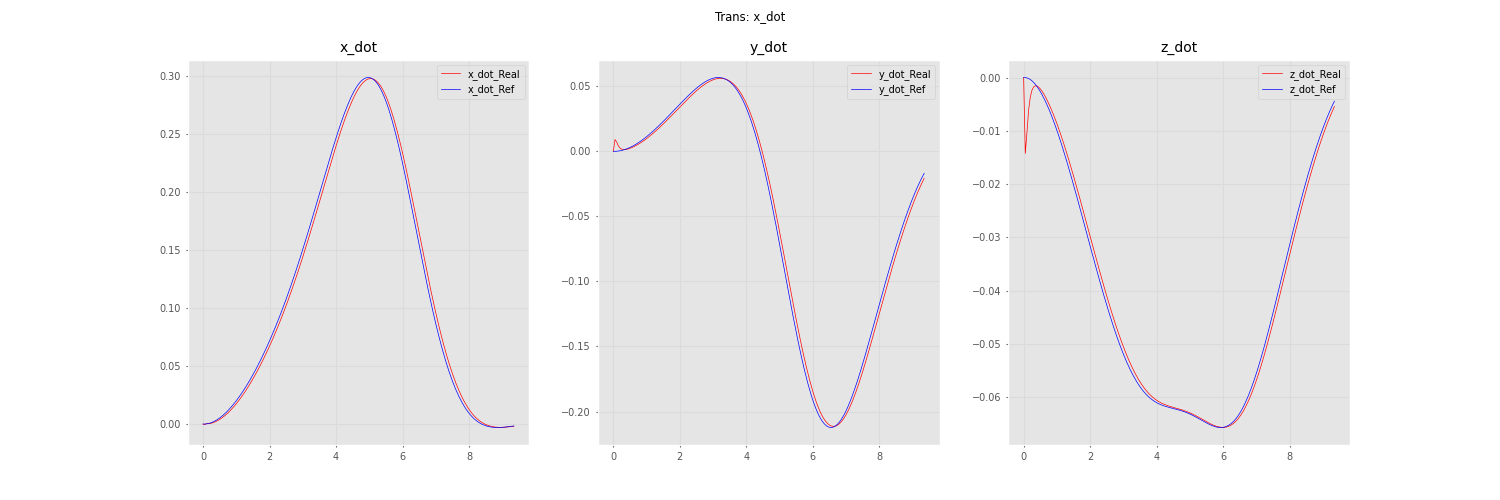 Trans: x_dot
x_dot
x_dot_Real
x_dot_Ref
0.30
0.25
0.20
0.15
0.10
0.05
0.00
0 2 4 6 8
y_dot
y_dot_Real
y_dot_Ref
0.05
0.00
−0.05
−0.10
−0.15
−0.20
0 2 4 6 8
z_dot
z_dot_Real
z_dot_Ref
0.00
−0.01
−0.02
−0.03
−0.04
−0.05
−0.06
0 2 4 6 8